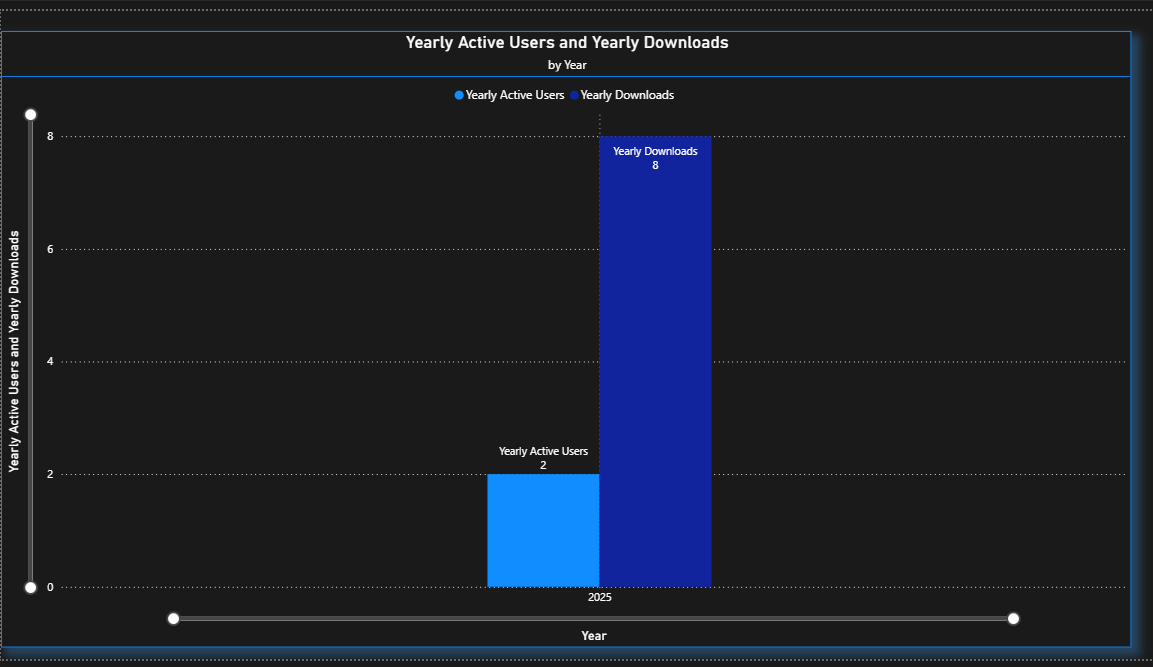 Yearly Active Users and Yearly Downloads
by Year
Yearly Active Users Yearly Downloads
8
Yearly Downloads
8
6
Yearly Active Users and Yearly Downloads
4
Yearly Active Users
2
2
0
2025
Year